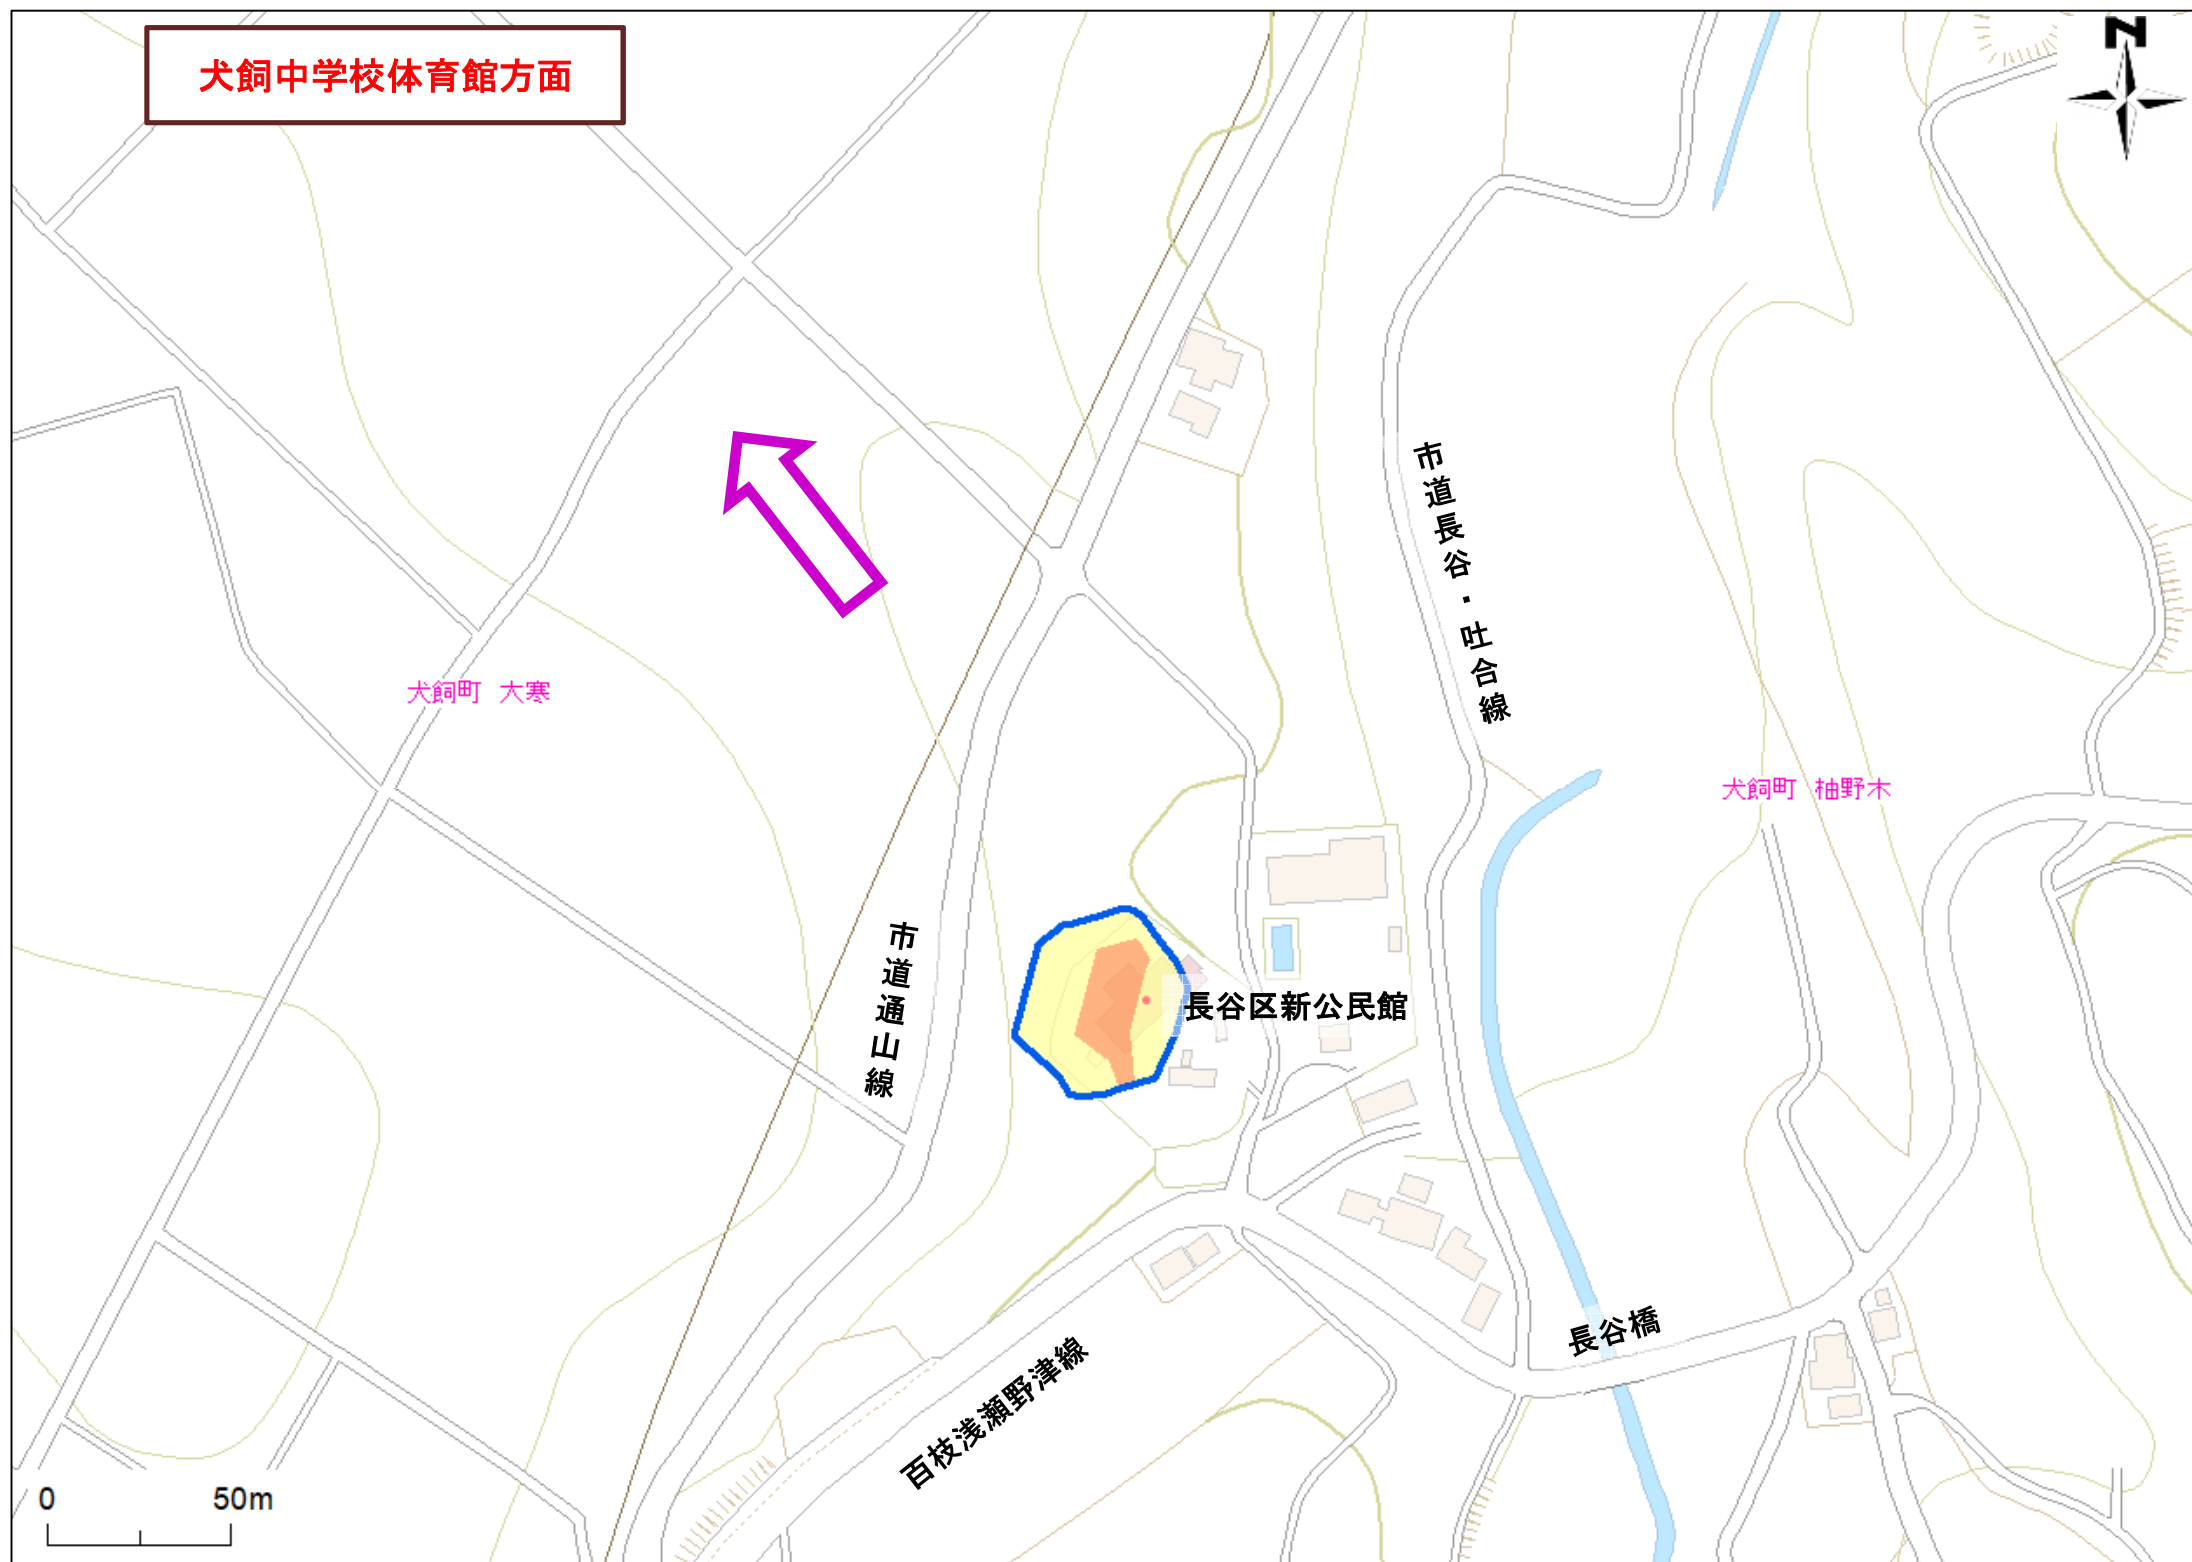 犬飼中学校体育館方面
N
市道長谷・吐合線
犬飼町 大寒
犬飼町 柚野木
市道通山線
長谷区新公民館
長谷橋
百枝浅瀬野津線
0 50m